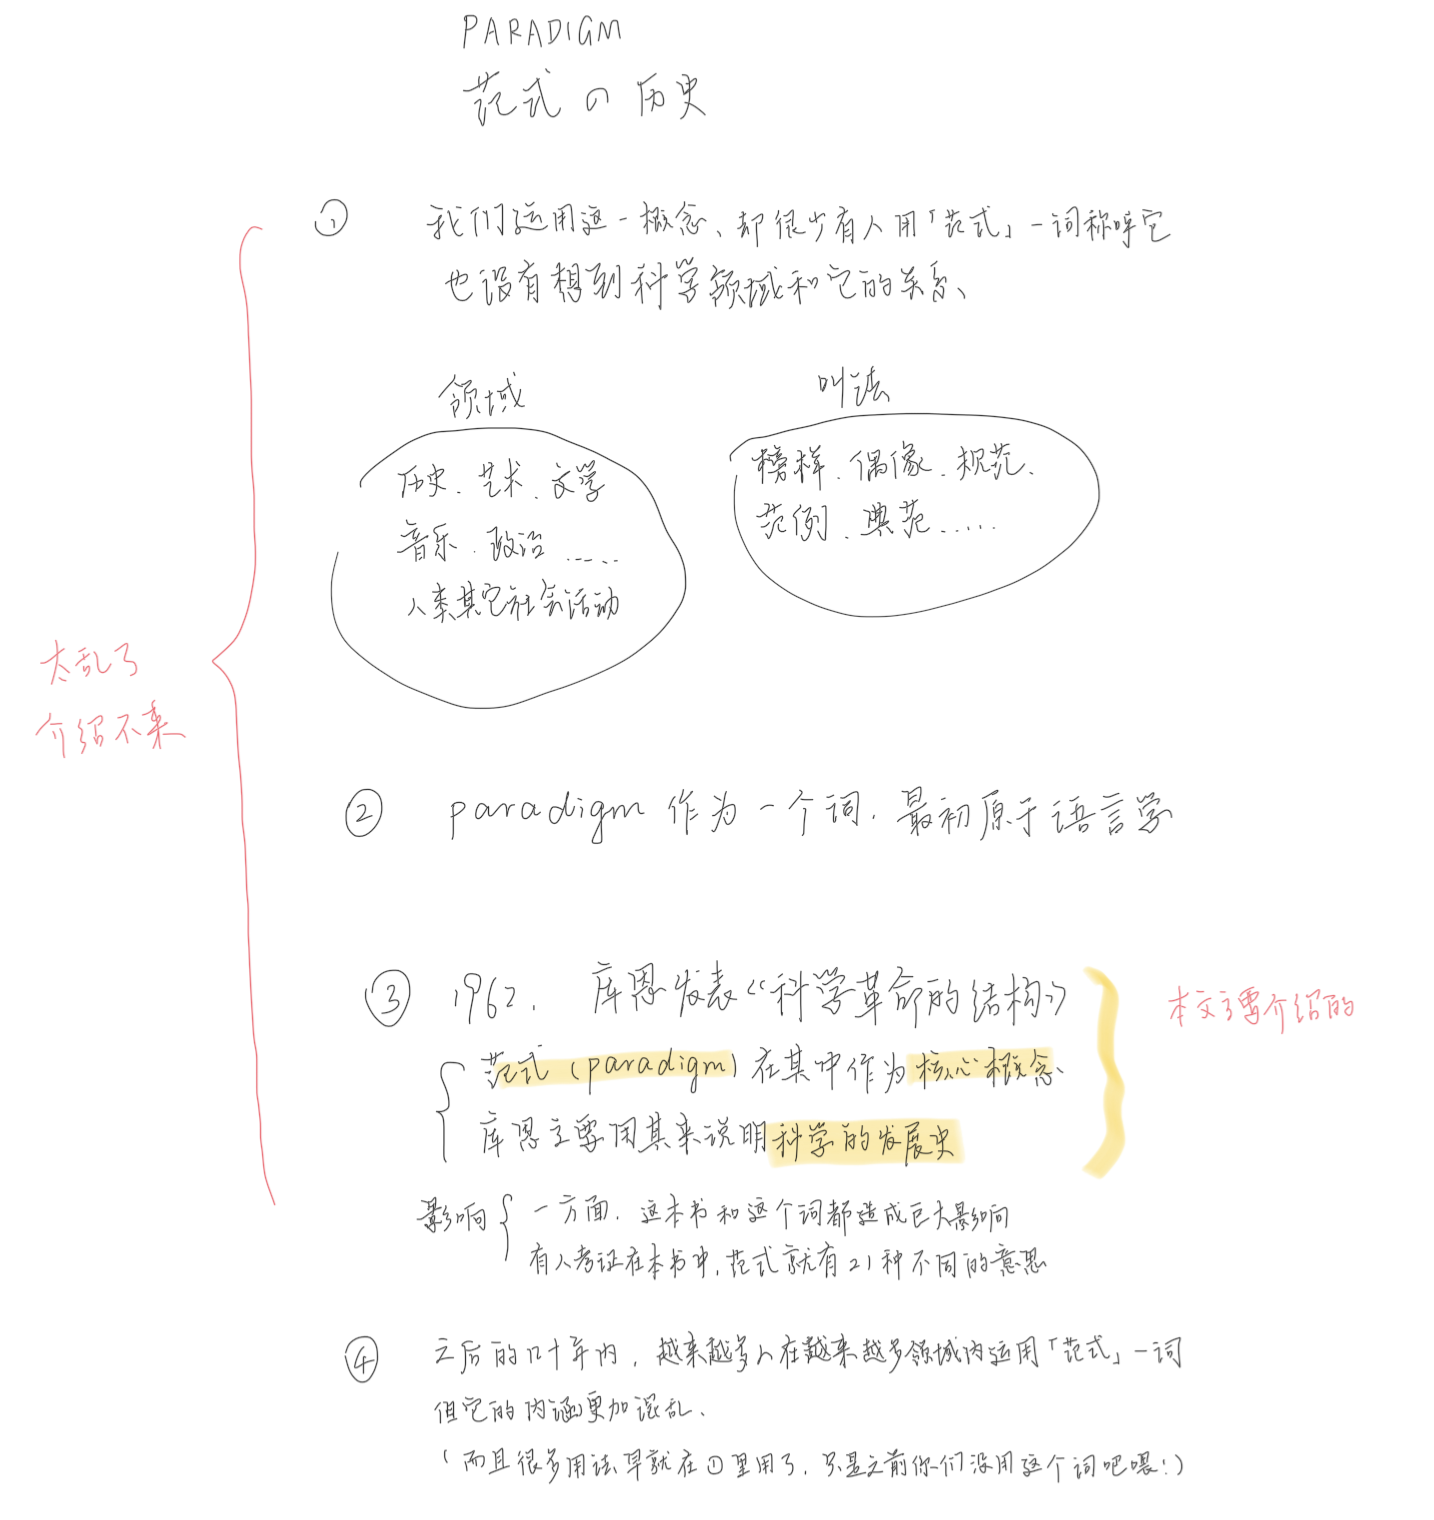 PARADIGM
范式の历史
① 我们运用这一概念、却很少有人用「范式」一词称呼它
也没有想到科学领域和它的关系、
领域
历史、艺术、文学
音乐、政治……
人类其它社会活动
叫法
榜样、偶像、规范、
范例、典范……
太乱了
介绍不来
② paradigm 作为一个词、最初原于语言学
③ 1962、库恩发表《科学革命的结构》
范式(paradigm)在其中作为核心概念、
库恩主要用其来说明科学的发展史
本文主要介绍的
影响 一方面、这本书和这个词都造成巨大影响
有人考证在本书中、范式就有21种不同的意思
④ 之后的几十年内、越来越多人在越来越多领域内运用「范式」一词
但它的内涵更加混乱、
(而且很多用法早就在①里用了、只是之前你们没用这个词吧喂!)